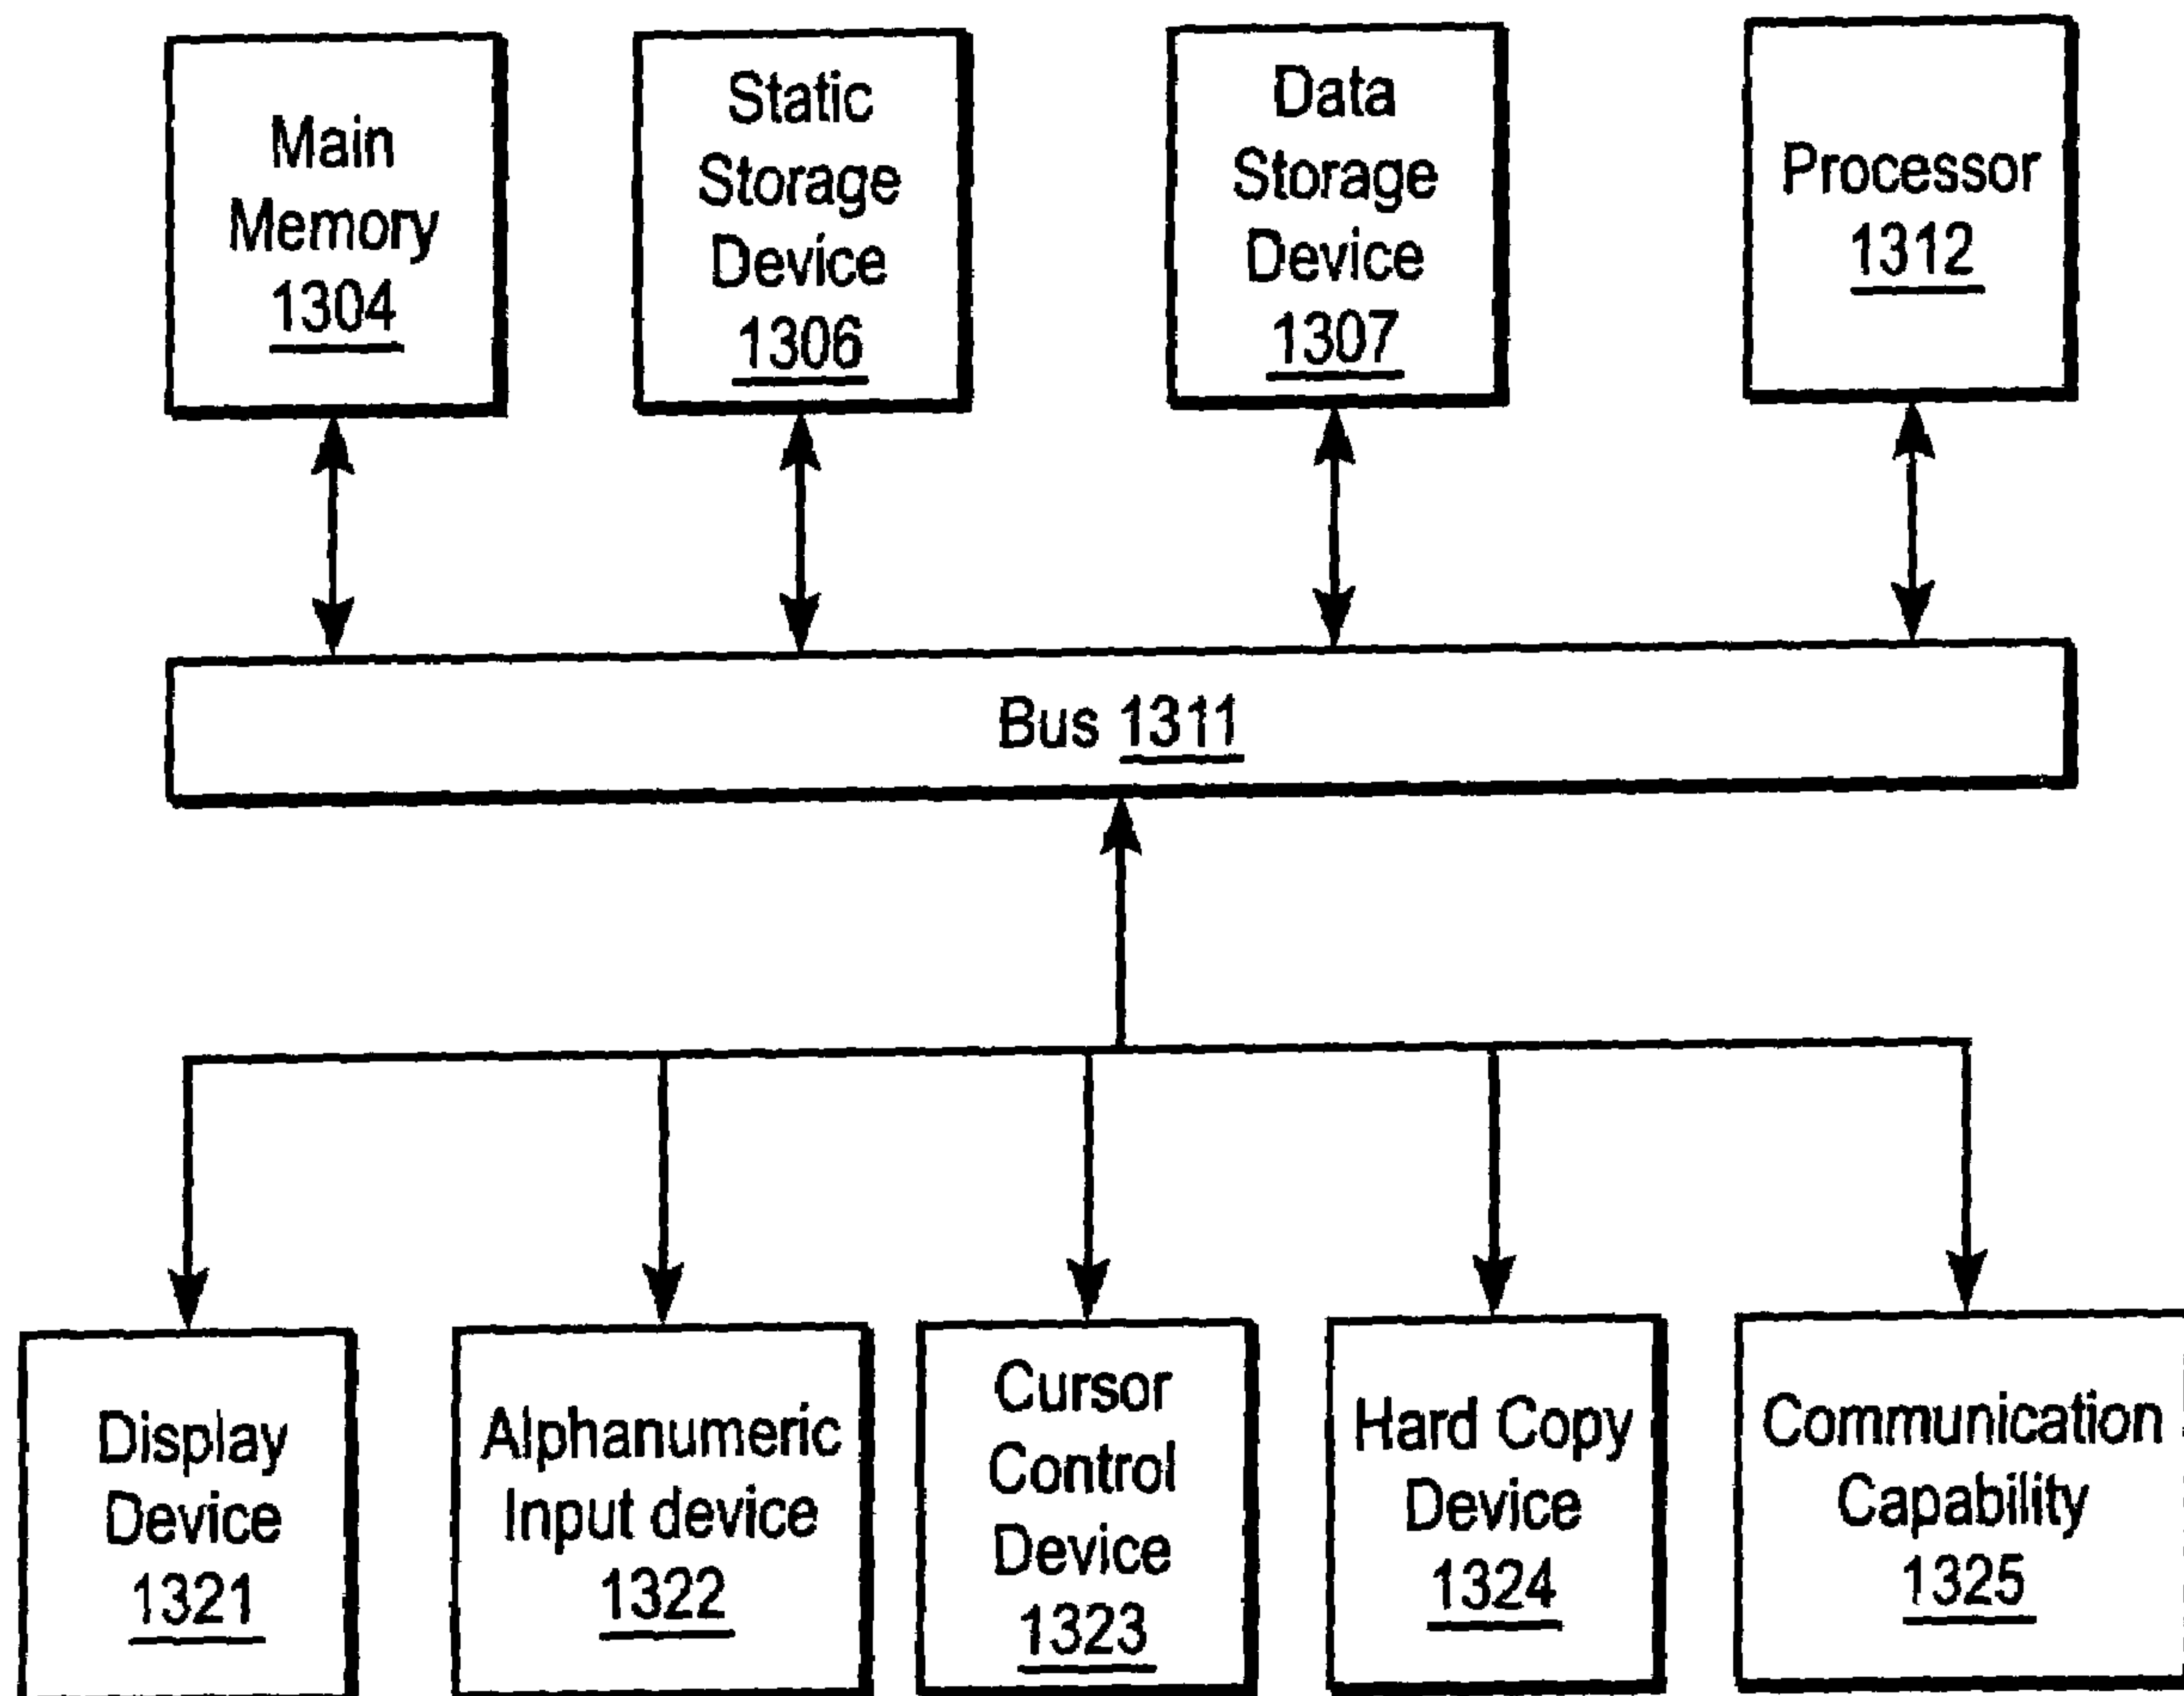 Main
Memory
1304
Static
Storage
Device
1306
Data
Storage
Device
1307
Processor
1312
Bus 1311
Display
Device
1321
Alphanumeric
Input device
1322
Cursor
Control
Device
1323
Hard Copy
Device
1324
Communication
Capability
1325